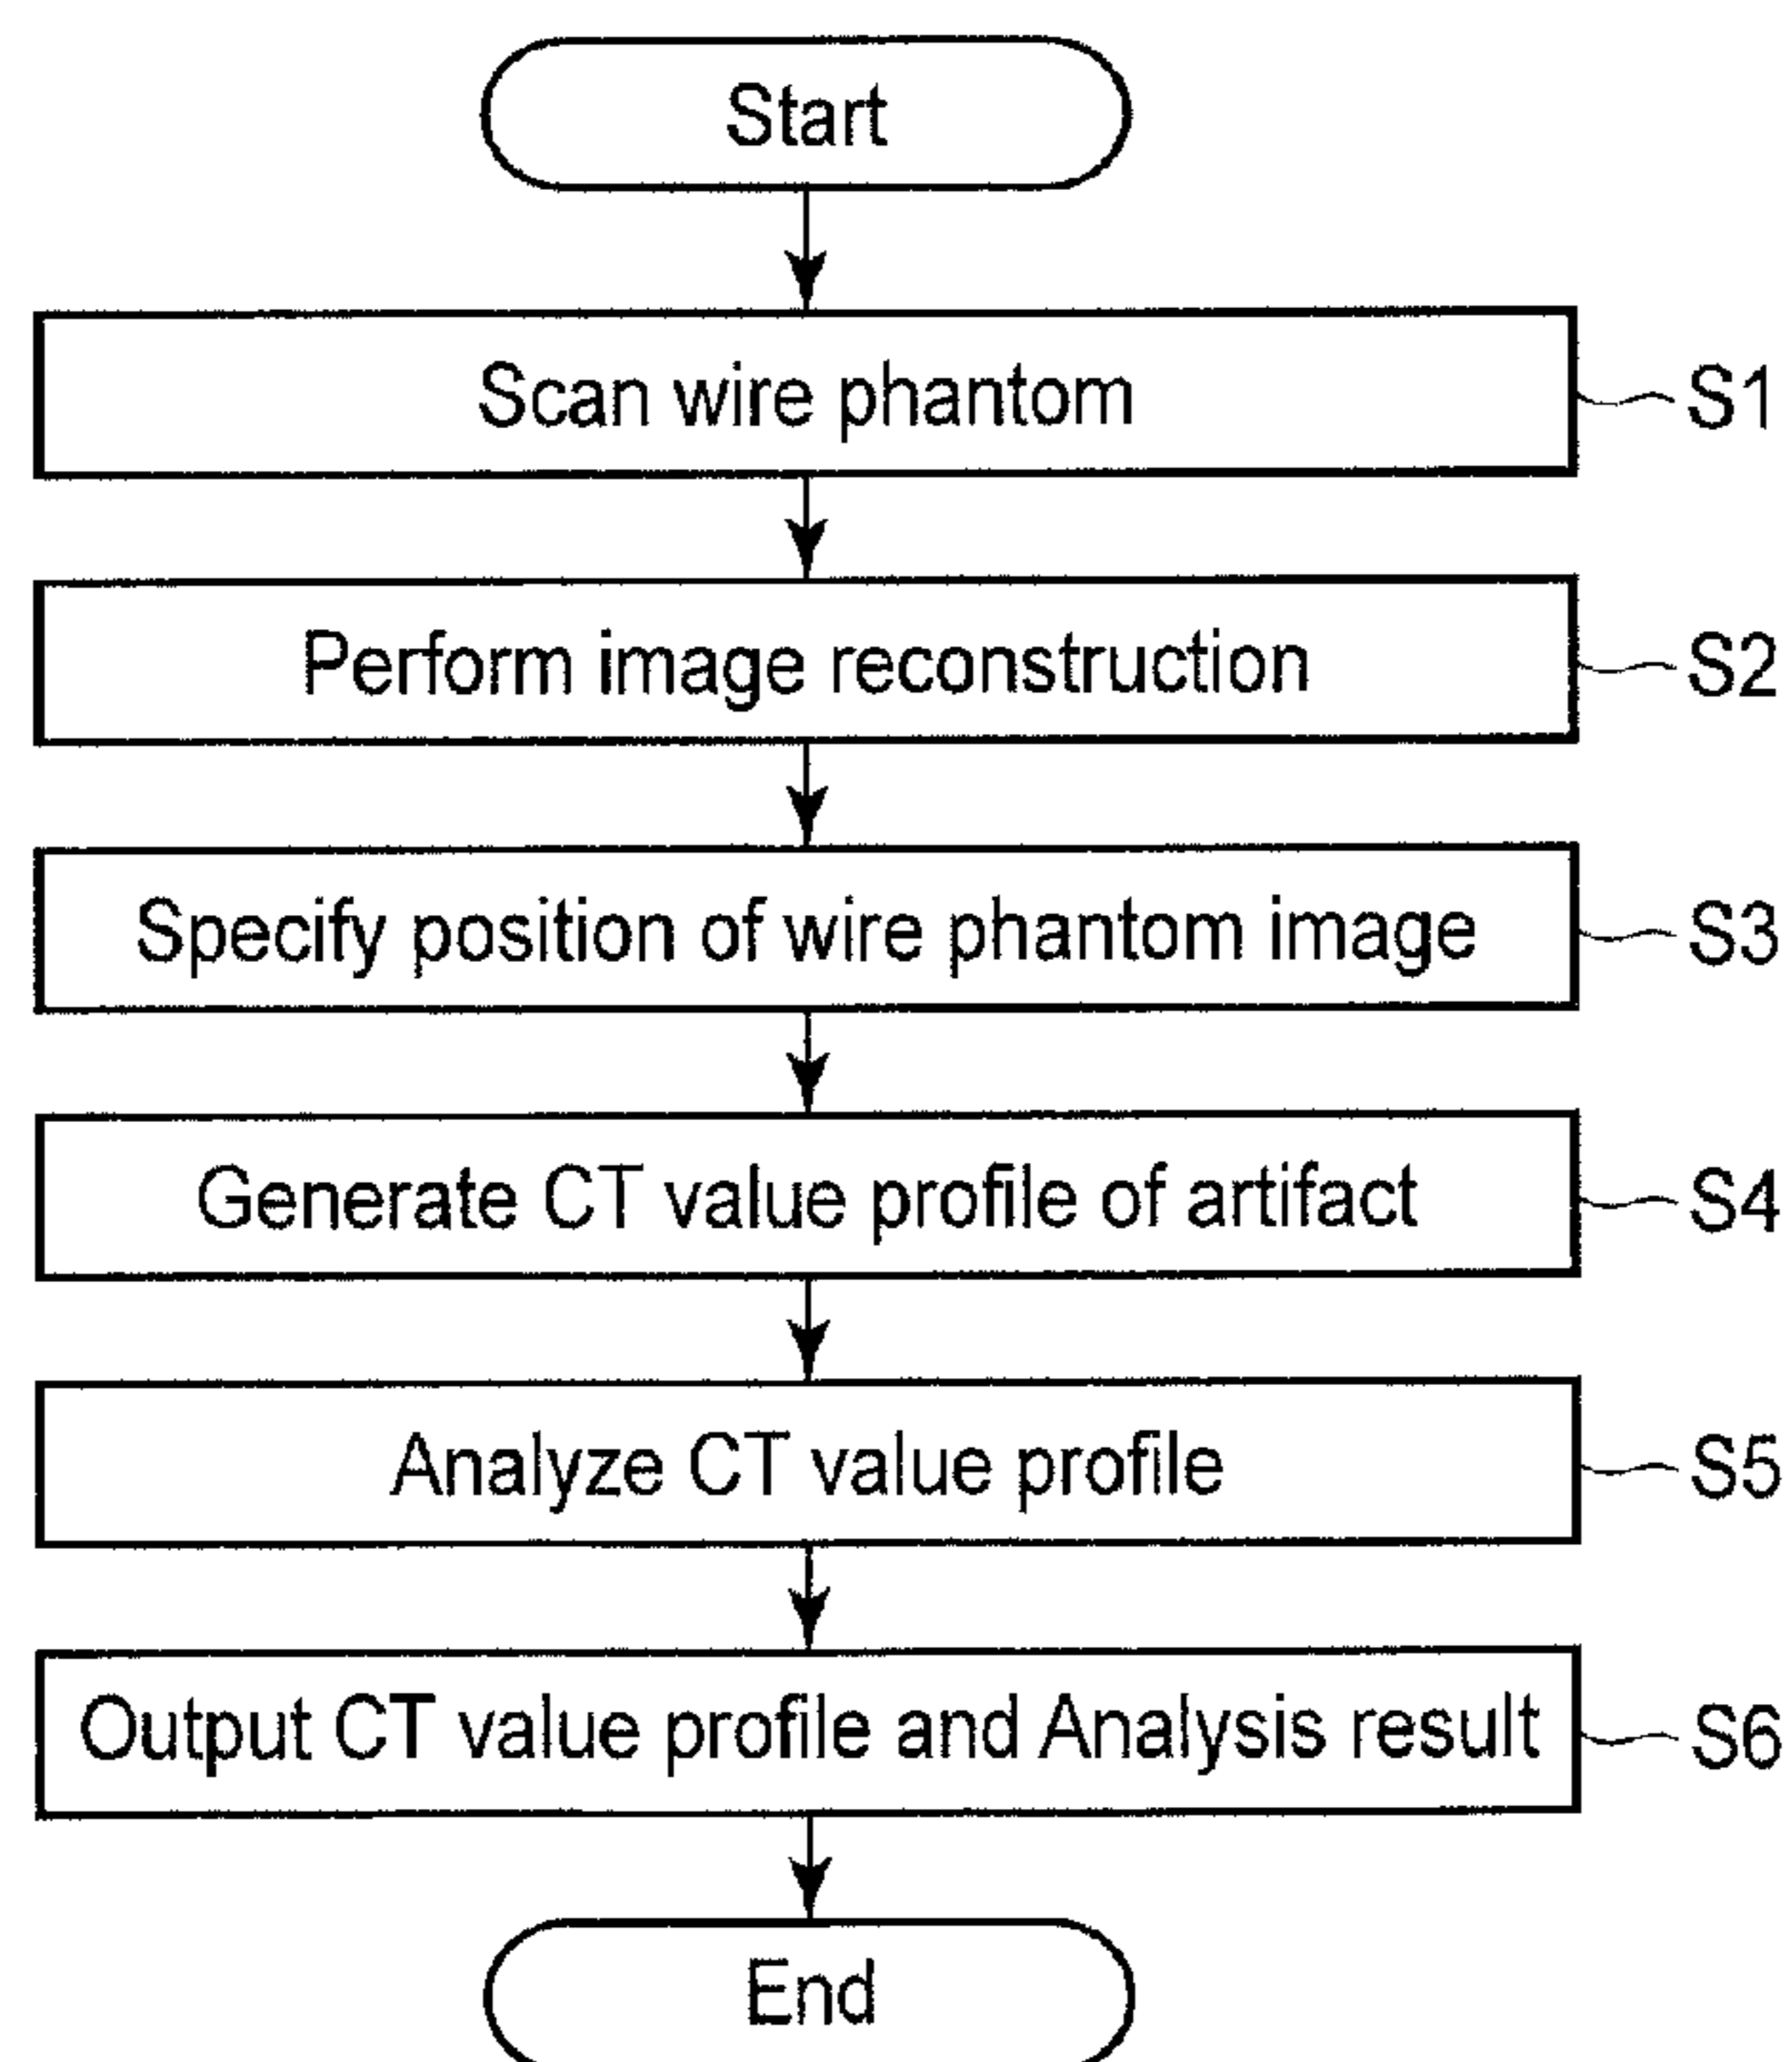 Start
Scan wire phantom
S1
Perform image reconstruction
S2
Specify position of wire phantom image
S3
Generate CT value profile of artifact
S4
Analyze CT value profile
S5
Output CT value profile and Analysis result
S6
End